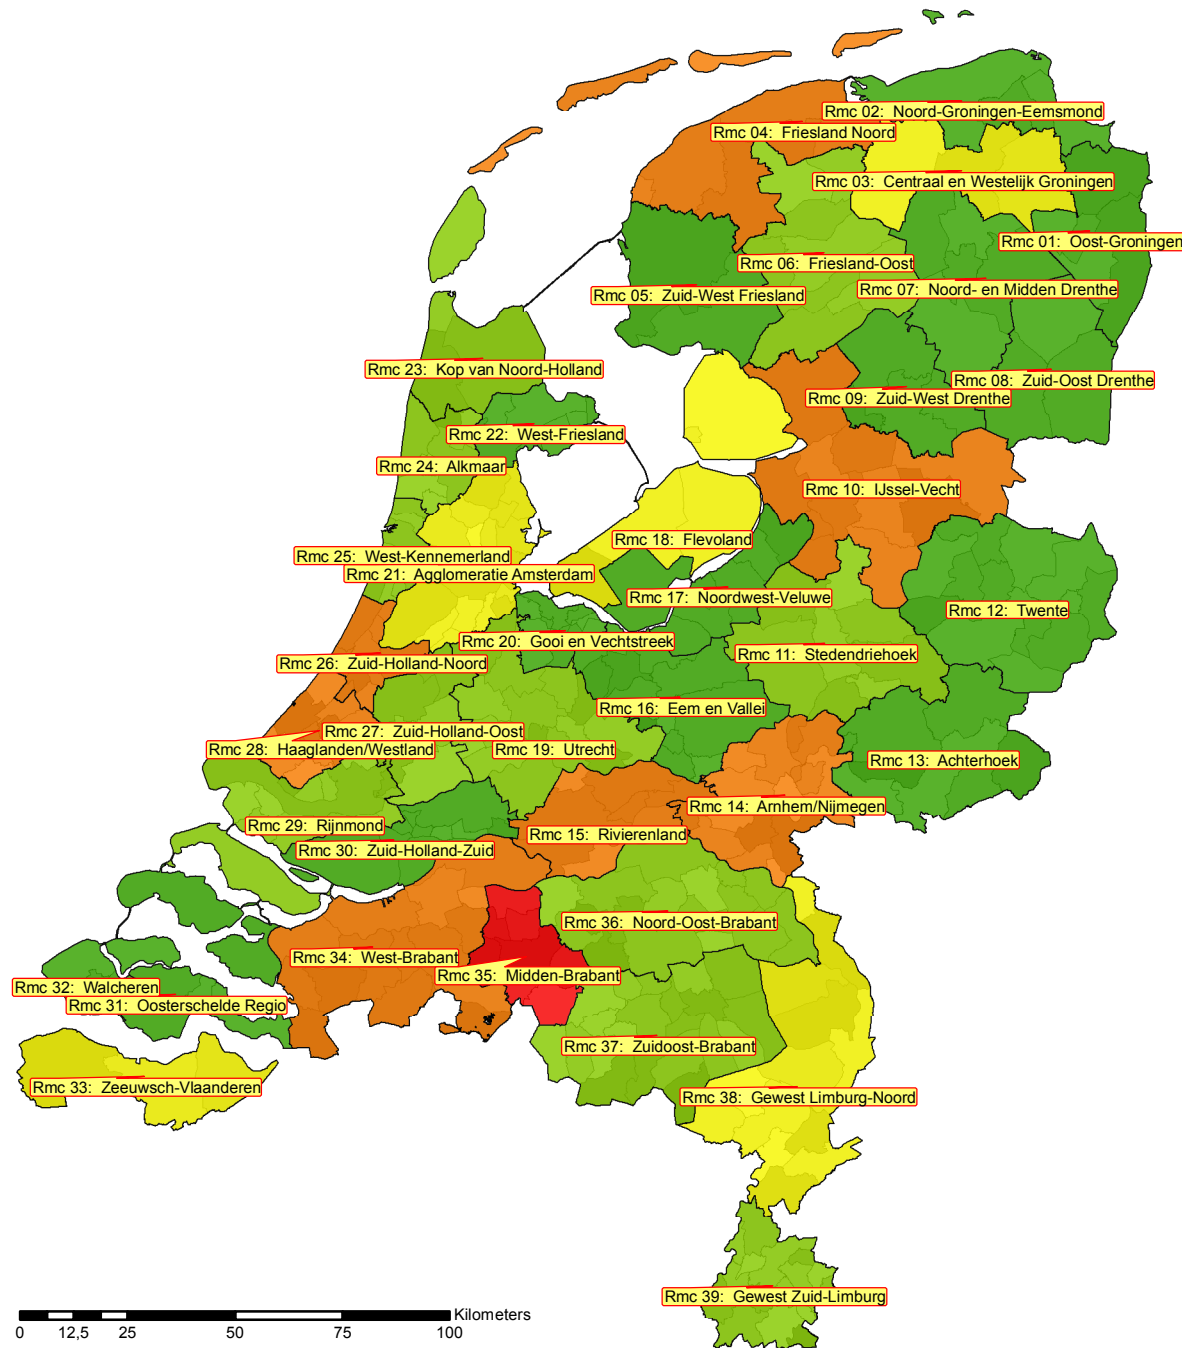 Rmc 02: Noord-Groningen-Eemsmond
Rmc 04: Friesland Noord
Rmc 03: Centraal en Westelijk Groningen
Rmc 01: Oost-Groningen
Rmc 06: Friesland-Oost
Rmc 07: Noord- en Midden Drenthe
Rmc 05: Zuid-West Friesland
Rmc 23: Kop van Noord-Holland
Rmc 08: Zuid-Oost Drenthe
Rmc 09: Zuid-West Drenthe
Rmc 22: West-Friesland
Rmc 24: Alkmaar
Rmc 10: IJssel-Vecht
Rmc 18: Flevoland
Rmc 25: West-Kennemerland
Rmc 21: Agglomeratie Amsterdam
Rmc 17: Noordwest-Veluwe
Rmc 12: Twente
Rmc 20: Gooi en Vechtstreek
Rmc 11: Stedendriehoek
Rmc 26: Zuid-Holland-Noord
Rmc 16: Eem en Vallei
Rmc 27: Zuid-Holland-Oost
Rmc 28: Haaglanden/Westland
Rmc 19: Utrecht
Rmc 13: Achterhoek
Rmc 14: Arnhem/Nijmegen
Rmc 29: Rijnmond
Rmc 15: Rivierenland
Rmc 30: Zuid-Holland-Zuid
Rmc 36: Noord-Oost-Brabant
Rmc 34: West-Brabant
Rmc 35: Midden-Brabant
Rmc 32: Walcheren
Rmc 31: Oosterschelde Regio
Rmc 37: Zuidoost-Brabant
Rmc 33: Zeeuwsch-Vlaanderen
Rmc 38: Gewest Limburg-Noord
Rmc 39: Gewest Zuid-Limburg
Kilometers
0 12,5 25 50 75 100